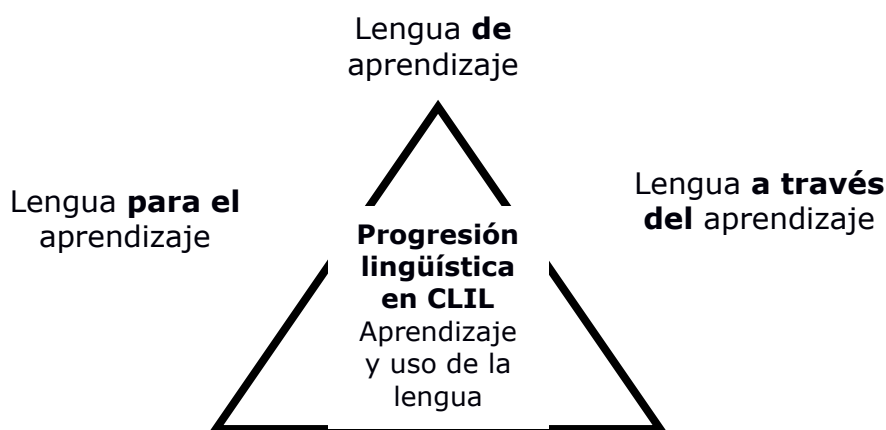 Lengua de
aprendizaje
Lengua para el
aprendizaje
Lengua a través
del aprendizaje
Progresión
lingüística
en CLIL
Aprendizaje
y uso de la
lengua